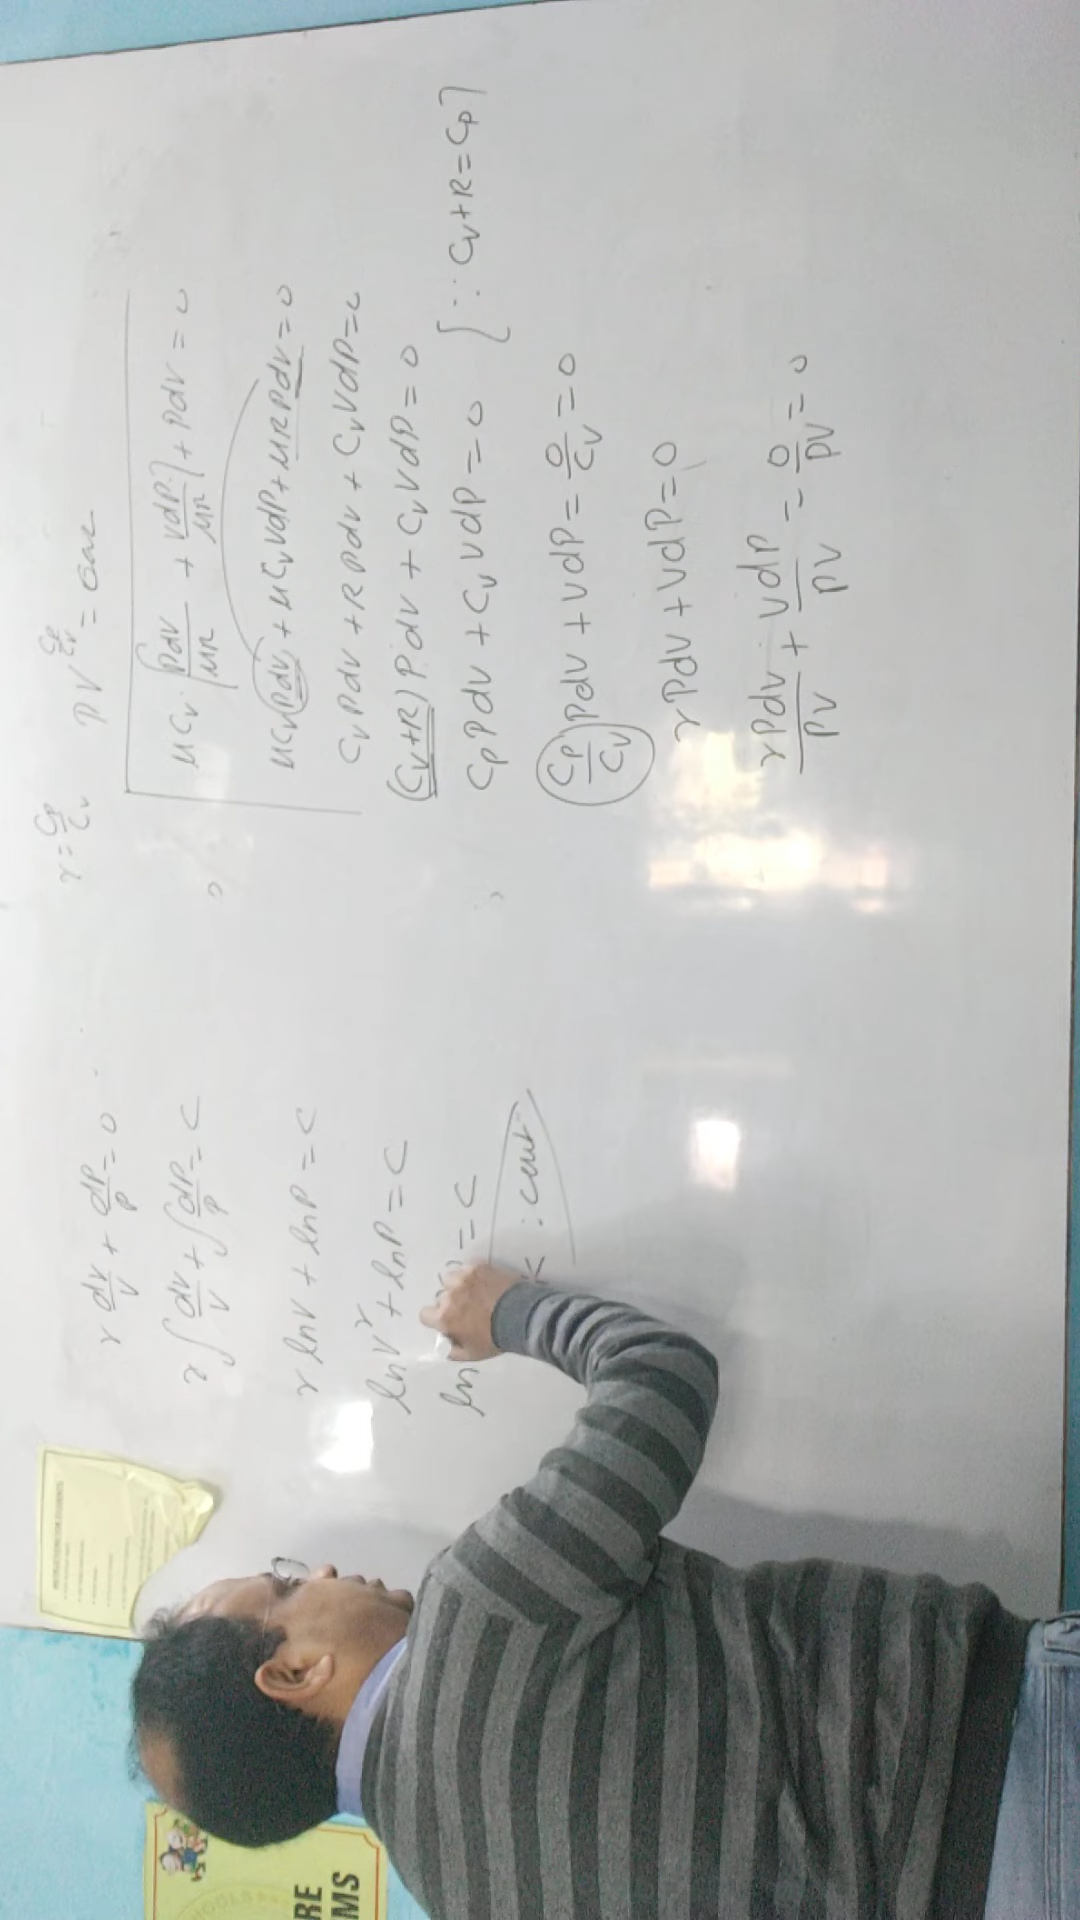 γ = Cp/Cv
PV^(Cp/Cv) =
μCv [PdV/μR + VdP/μR] + PdV = 0
μCvPdV + μCvVdP + μRPdV = 0
CvPdV + RPdV + CvVdP = 0
(Cv+R)PdV + CvVdP = 0
CpPdV + CvVdP = 0 [∵ Cv+R = Cp]
Cp/Cv PdV + VdP = 0/Cv = 0
γPdV + VdP = 0
γPdV/PV + VdP/PV = 0/PV = 0
γ dV/V + dP/P = 0
γ∫dV/V + ∫dP/P = C
γ lnV + lnP = C
lnV^γ + lnP = C
ln = C
RE
MS